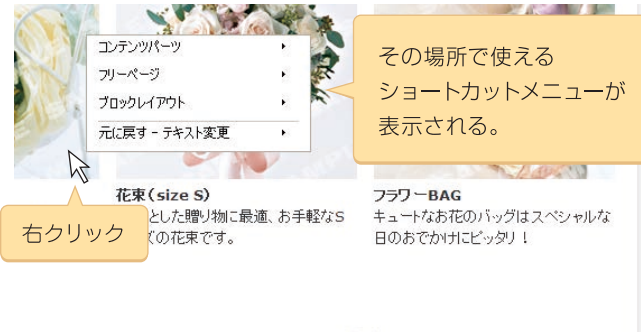 コンテンツパーツ
フリーページ
ブロックレイアウト
元に戻す - テキスト変更
その場所で使える
ショートカットメニューが
表示される。
右クリック
花束(size S)
とした贈り物に最適、お手軽なS
の花束です。
フラワーBAG
キュートなお花のバッグはスペシャルな
日のおでかけにピッタリ！